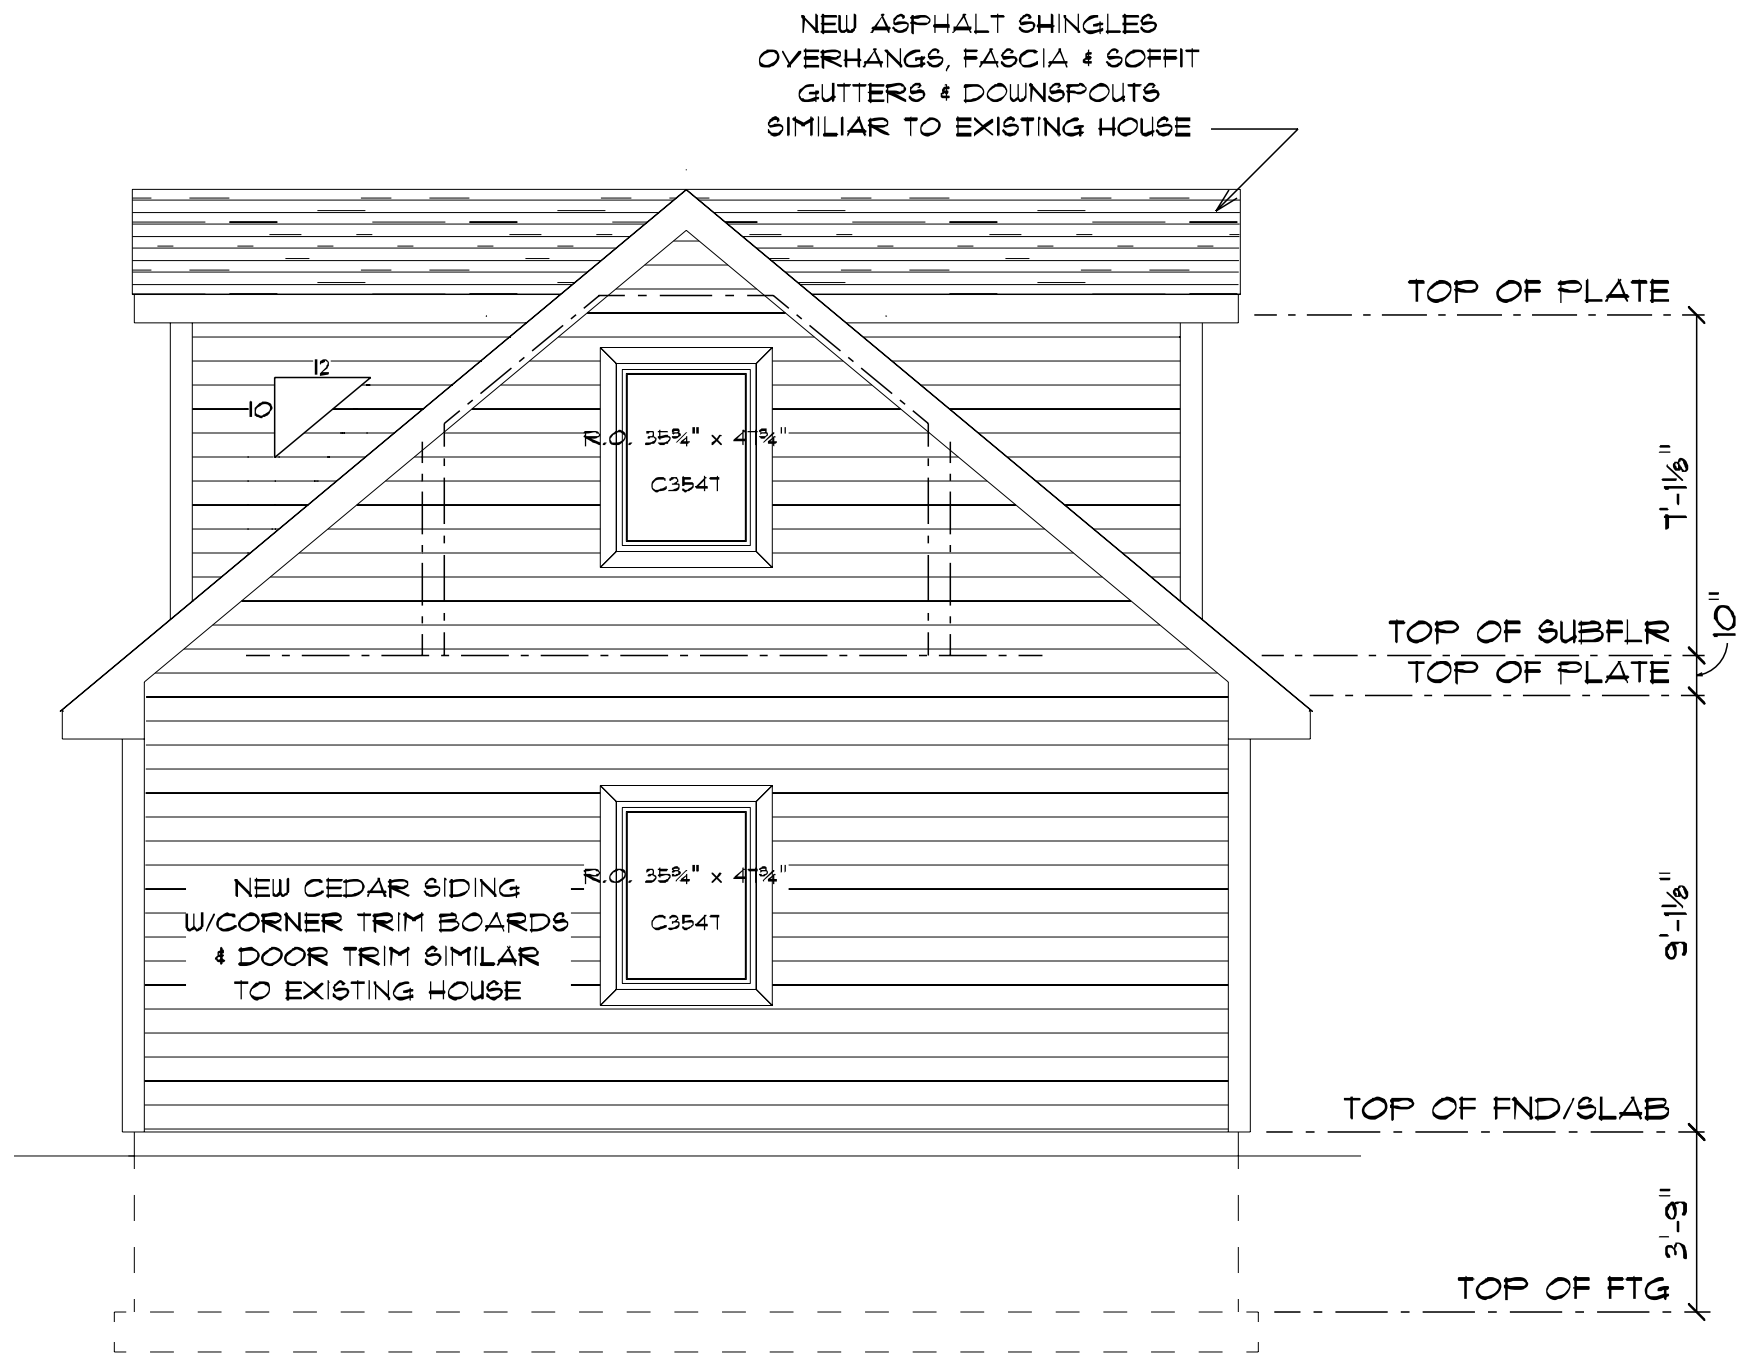 NEW ASPHALT SHINGLES
OVERHANGS, FASCIA & SOFFIT
GUTTERS & DOWNSPOUTS
SIMILIAR TO EXISTING HOUSE
TOP OF PLATE
12
10
R.O. 35¾" x 47¾"
C3547
7'-1⅛"
TOP OF SUBFLR
10"
TOP OF PLATE
R.O. 35¾" x 47¾"
C3547
NEW CEDAR SIDING
W/CORNER TRIM BOARDS
& DOOR TRIM SIMILAR
TO EXISTING HOUSE
9'-1⅛"
TOP OF FND/SLAB
3'-9"
TOP OF FTG